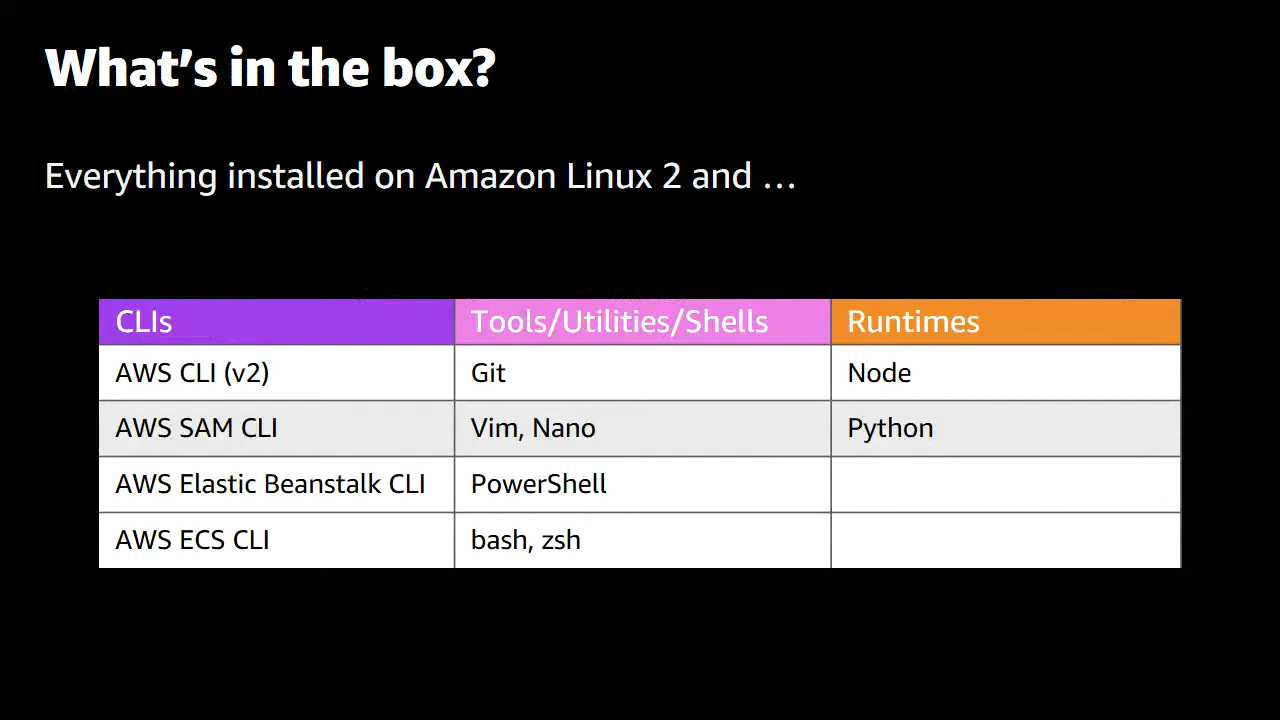 What’s in the box?
Everything installed on Amazon Linux 2 and …
CLIs Tools/Utilities/Shells Runtimes
AWS CLI (v2) Git Node
AWS SAM CLI Vim, Nano Python
AWS Elastic Beanstalk CLI PowerShell
AWS ECS CLI bash, zsh